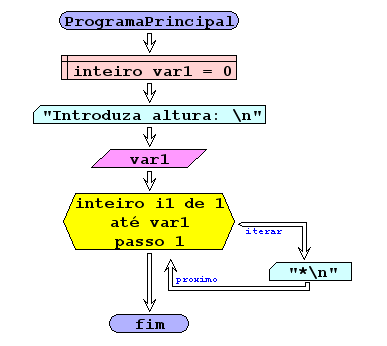 ProgramaPrincipal
inteiro var1 = 0
"Introduza altura: \n"
var1
inteiro i1 de 1
até var1
passo 1
iterar
"*\n"
proximo
fim